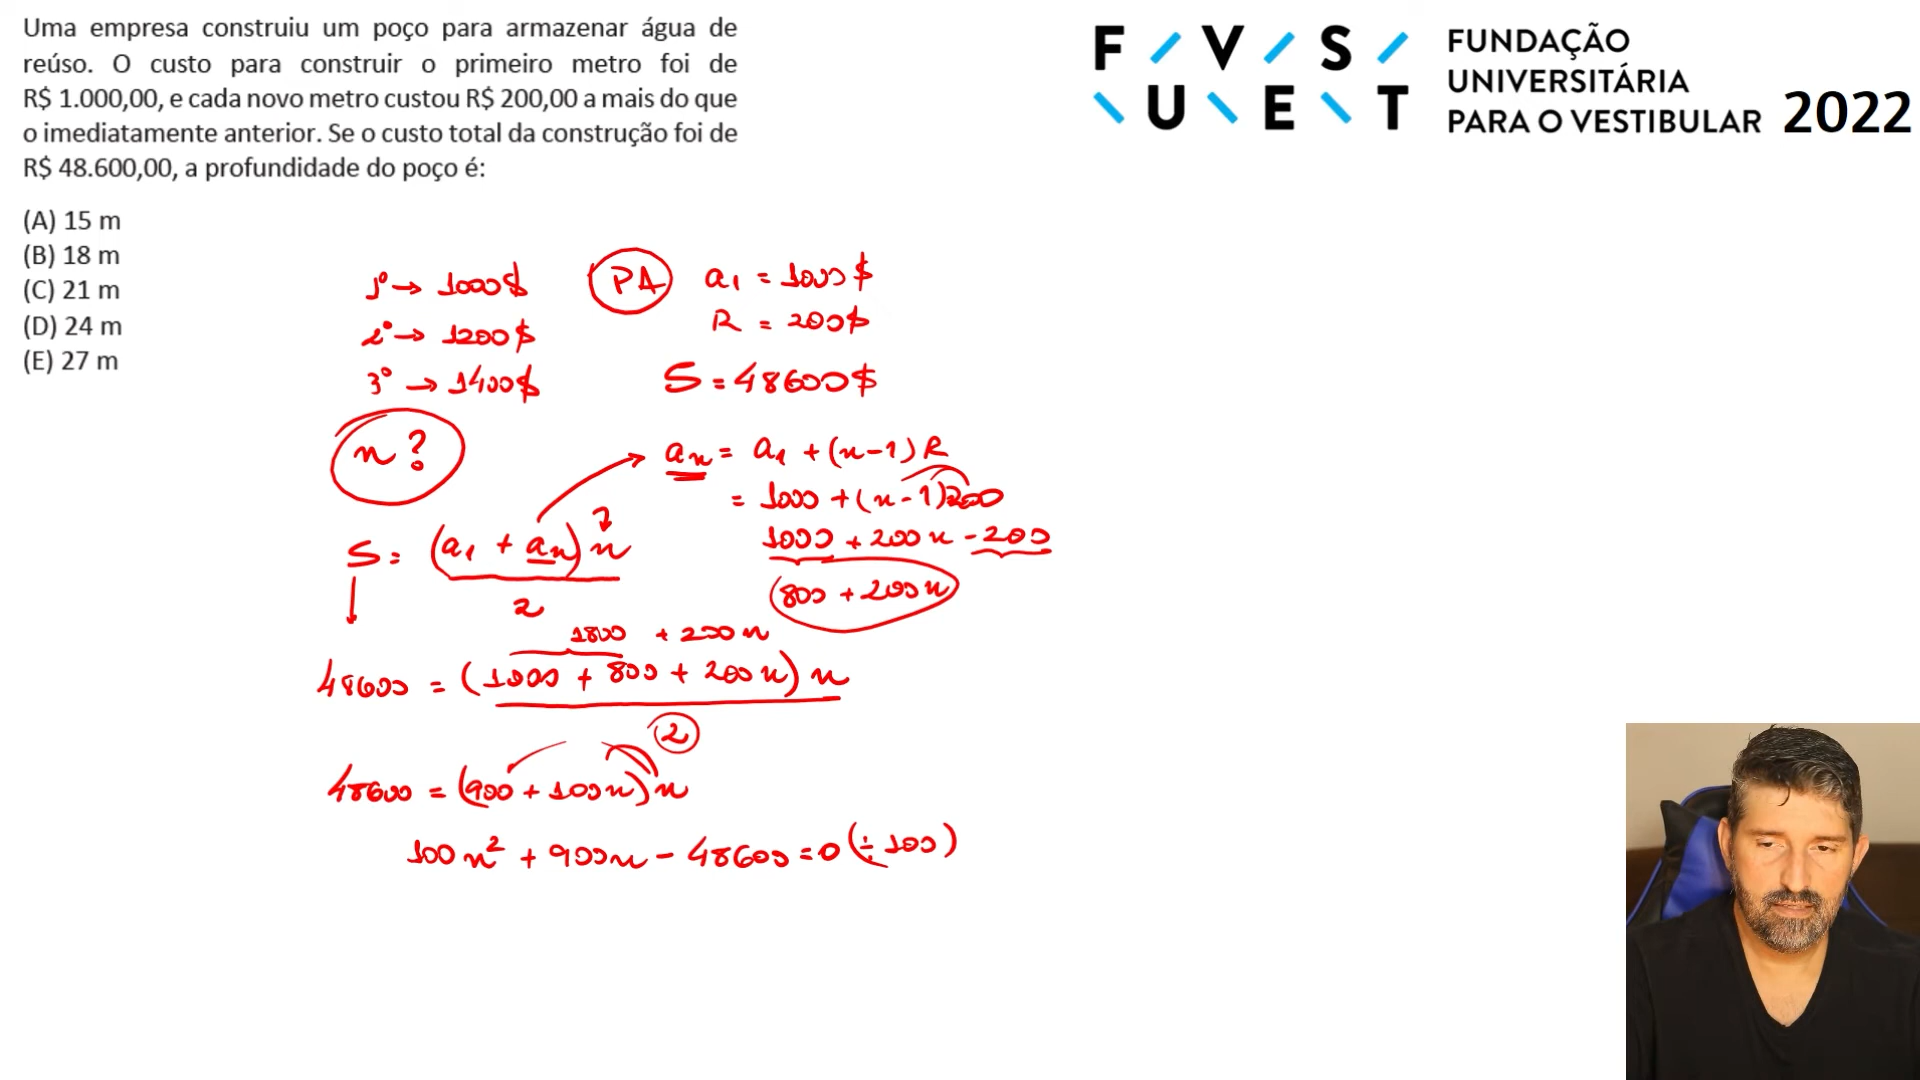 Uma empresa construiu um poço para armazenar água de
reúso. O custo para construir o primeiro metro foi de
R$ 1.000,00, e cada novo metro custou R$ 200,00 a mais do que
o imediatamente anterior. Se o custo total da construção foi de
R$ 48.600,00, a profundidade do poço é:
(A) 15 m
(B) 18 m
(C) 21 m
(D) 24 m
(E) 27 m
F/V/S/
\U\E\T
FUNDAÇÃO
UNIVERSITÁRIA
PARA O VESTIBULAR 2022
1º → 1000$
2º → 1200$
3º → 1400$
PA
a₁ = 1000$
R = 200$
S = 48600$
n?
aₙ = a₁ + (n-1)R
= 1000 + (n-1)200
1000 + 200n - 200
(800 + 200n)
S = (a₁ + aₙ)n
2
1800 + 200n
48600 = (1000 + 800 + 200n)n
2
48600 = (900 + 100n)n
100n² + 900n - 48600 = 0 (÷100)